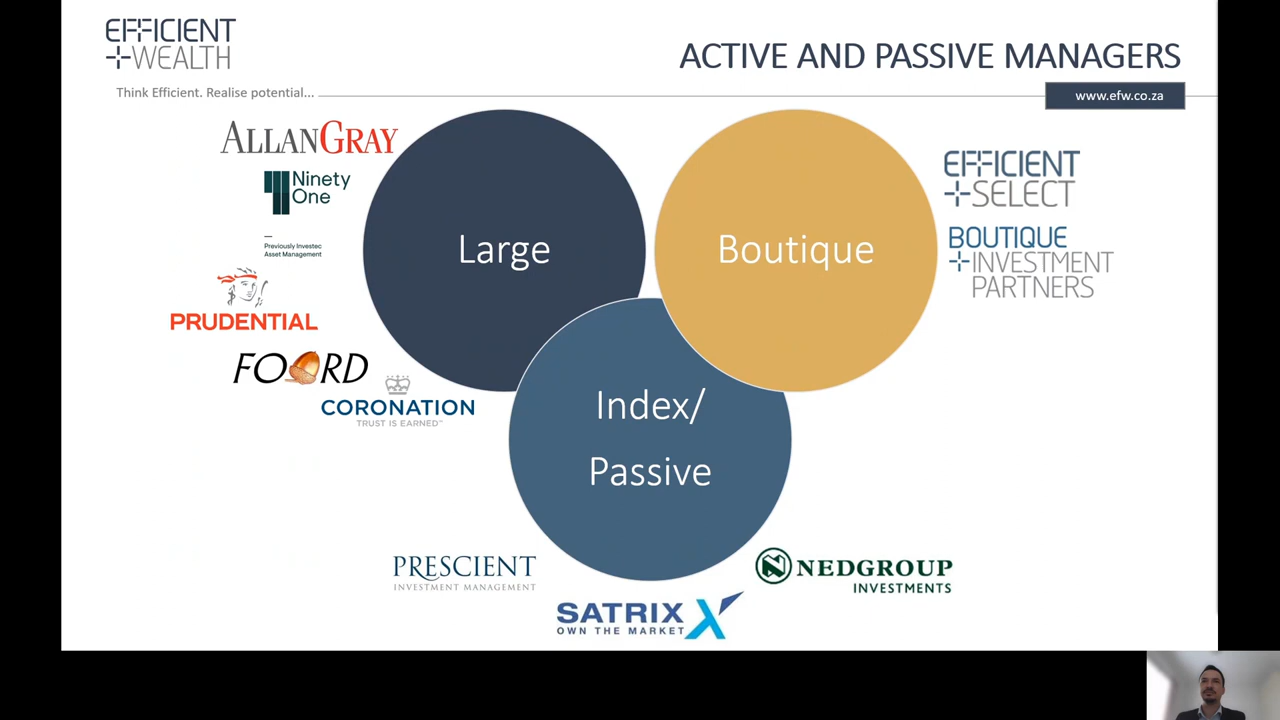 EFFICIENT
WEALTH
ACTIVE AND PASSIVE MANAGERS
Think Efficient. Realise potential...
www.efw.co.za
ALLANGRAY
Ninety
One
Previously Investec
Asset Management
PRUDENTIAL
FOORD
CORONATION
TRUST IS EARNED™
Large
Boutique
EFFICIENT
SELECT
BOUTIQUE
INVESTMENT
PARTNERS
Index/
Passive
PRESCIENT
INVESTMENT MANAGEMENT
SATRIX
OWN THE MARKET
NEDGROUP
INVESTMENTS